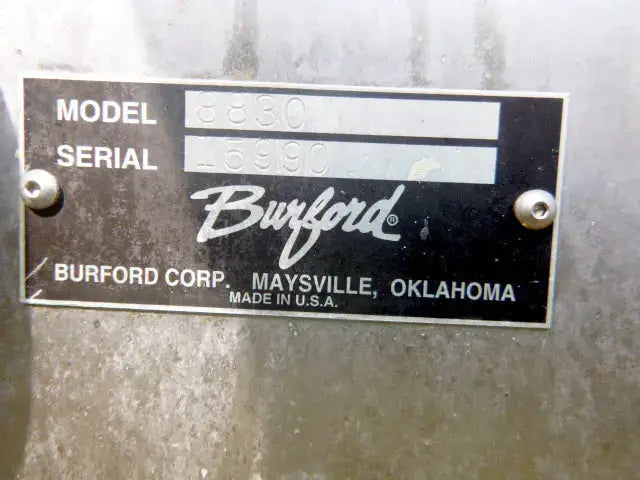 MODEL 8830
SERIAL 15990
Burford®
BURFORD CORP. MAYSVILLE, OKLAHOMA
MADE IN U.S.A.